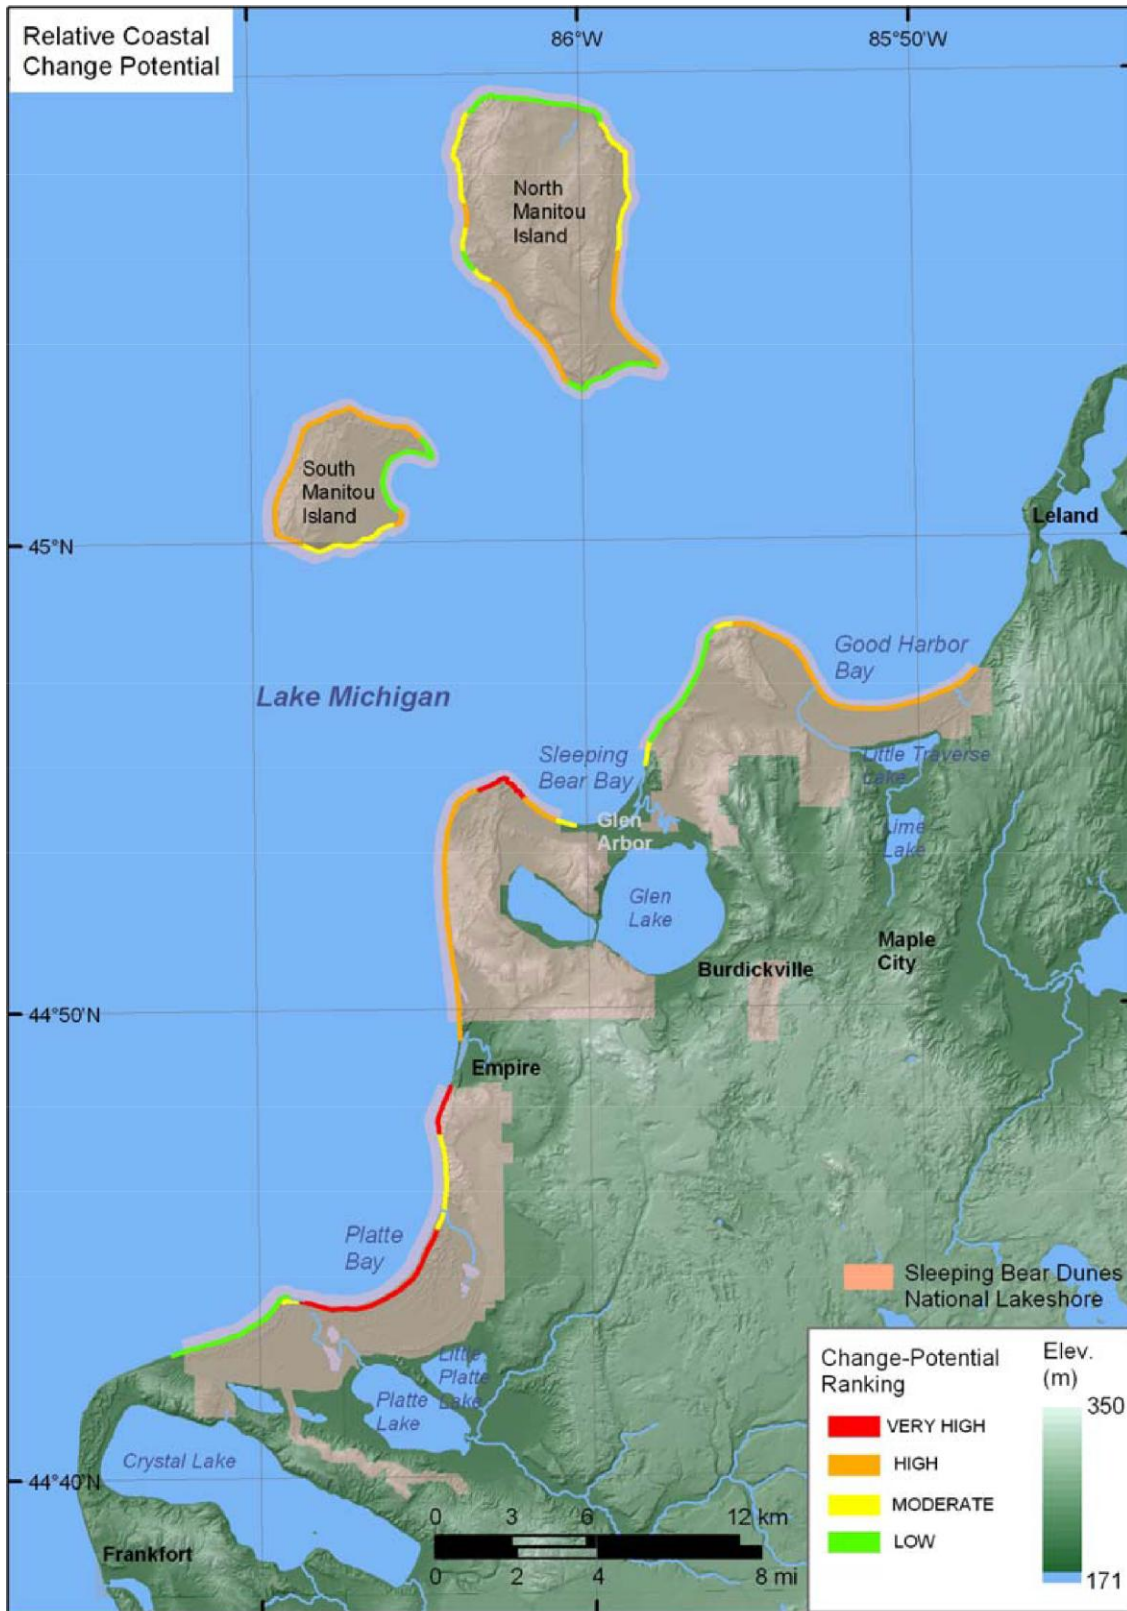 Relative Coastal
Change Potential
86°W
85°50'W
North
Manitou
Island
South
Manitou
Island
45°N
Leland
Good Harbor
Bay
Lake Michigan
Sleeping
Bear Bay
Little Traverse
Lake
Glen
Arbor
Lime
Lake
Glen
Lake
Maple
City
Burdickville
44°50'N
Empire
Platte
Bay
Sleeping Bear Dunes
National Lakeshore
Little
Platte
Lake
Platte
Lake
Crystal Lake
44°40'N
Frankfort
0 3 6 12 km
0 2 4 8 mi
Change-Potential
Ranking
VERY HIGH
HIGH
MODERATE
LOW
Elev.
(m)
350
171